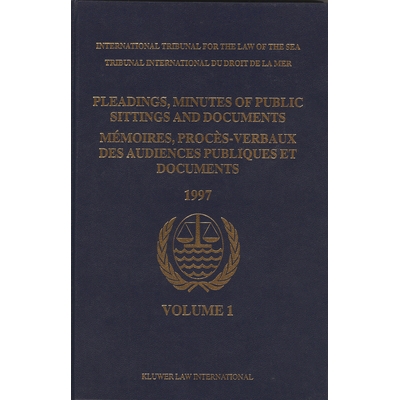 INTERNATIONAL TRIBUNAL FOR THE LAW OF THE SEA
TRIBUNAL INTERNATIONAL DU DROIT DE LA MER
PLEADINGS, MINUTES OF PUBLIC
SITTINGS AND DOCUMENTS
MÉMOIRES, PROCÈS-VERBAUX
DES AUDIENCES PUBLIQUES ET
DOCUMENTS
1997
VOLUME 1
KLUWER LAW INTERNATIONAL